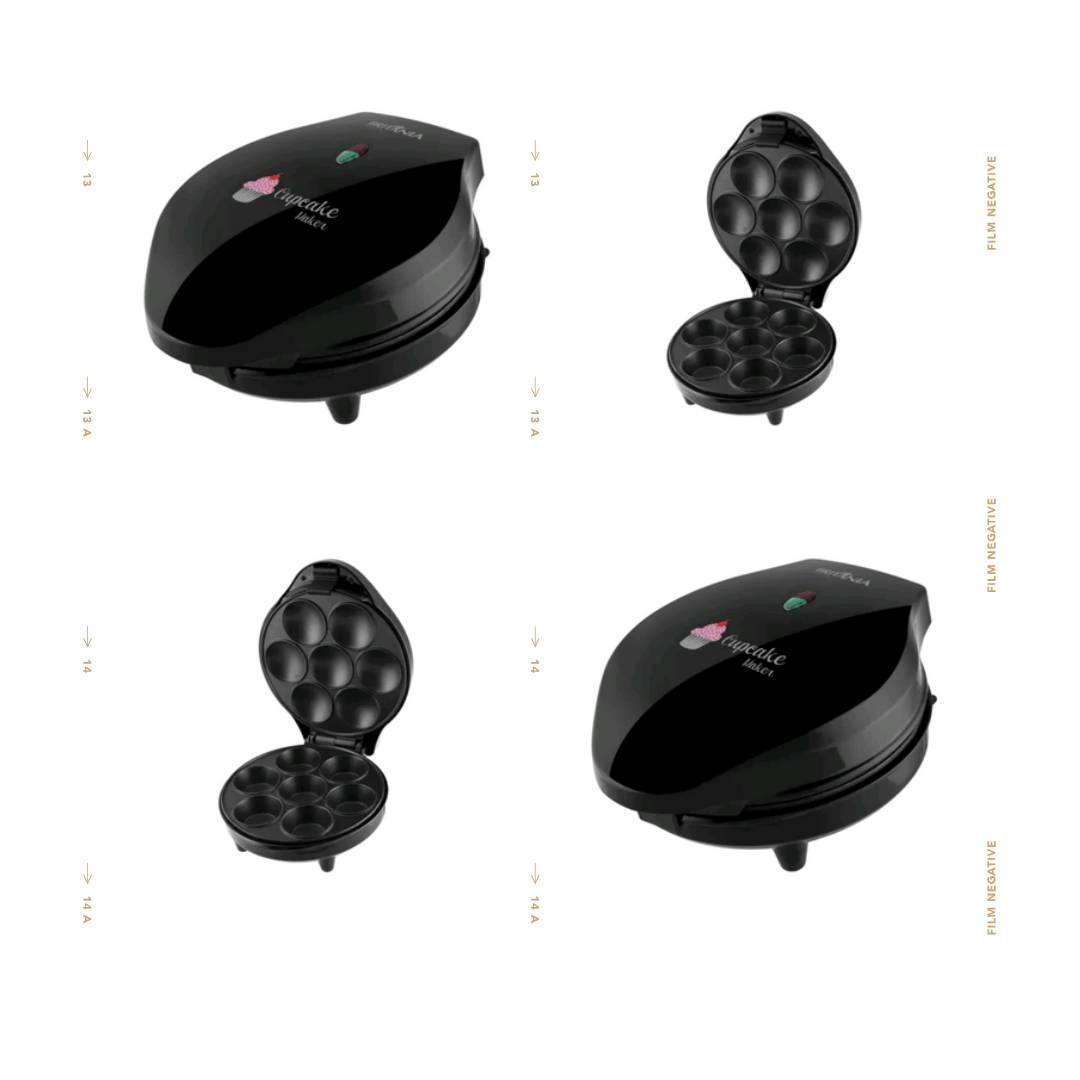 BRITÂNIA
Cupcake
Maker
13
13
FILM NEGATIVE
13 A
13 A
BRITÂNIA
Cupcake
Maker
FILM NEGATIVE
14
14
14 A
14 A
FILM NEGATIVE